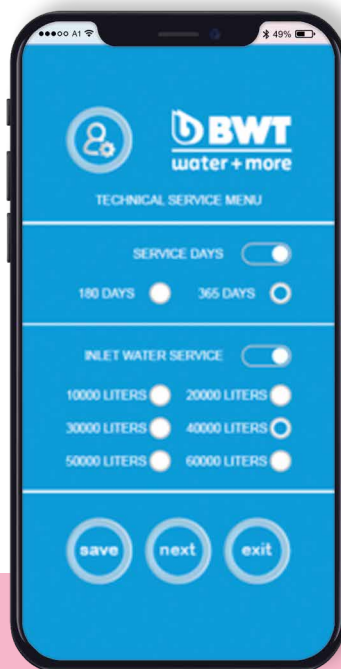 ●●●○○ A1 49%
BWT
water+more
TECHNICAL SERVICE MENU
SERVICE DAYS
180 DAYS 365 DAYS
INLET WATER SERVICE
10000 LITERS 20000 LITERS
30000 LITERS 40000 LITERS
50000 LITERS 60000 LITERS
save next exit